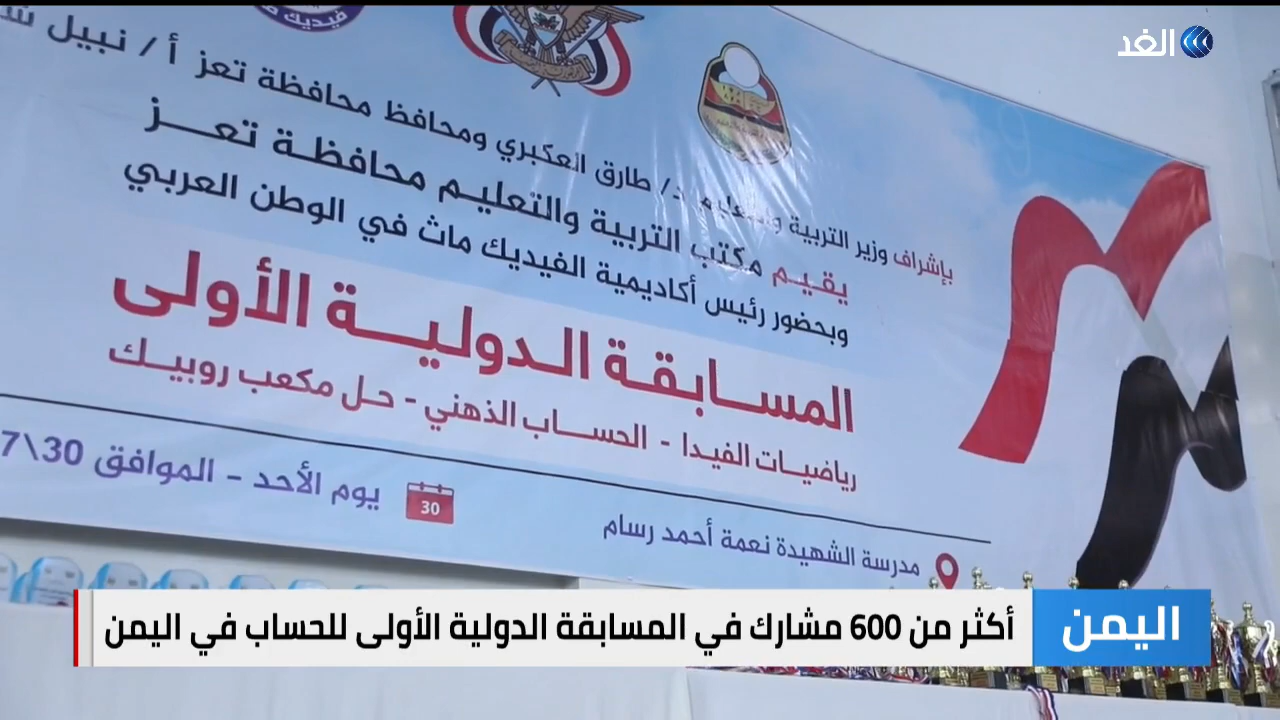 الغد
فيديك
بإشراف وزير التربية والتعليم د/ طارق العكبري ومحافظ محافظة تعز أ / نبيل
يقيم مكتب التربية والتعليم محافظة تعز
وبحضور رئيس أكاديمية الفيديك ماث في الوطن العربي
المسابقة الدولية الأولى
رياضيات الفيدا - الحساب الذهني - حل مكعب روبيك
30 يوم الأحد - الموافق 30\7
مدرسة الشهيدة نعمة أحمد رسام
اليمن
أكثر من 600 مشارك في المسابقة الدولية الأولى للحساب في اليمن